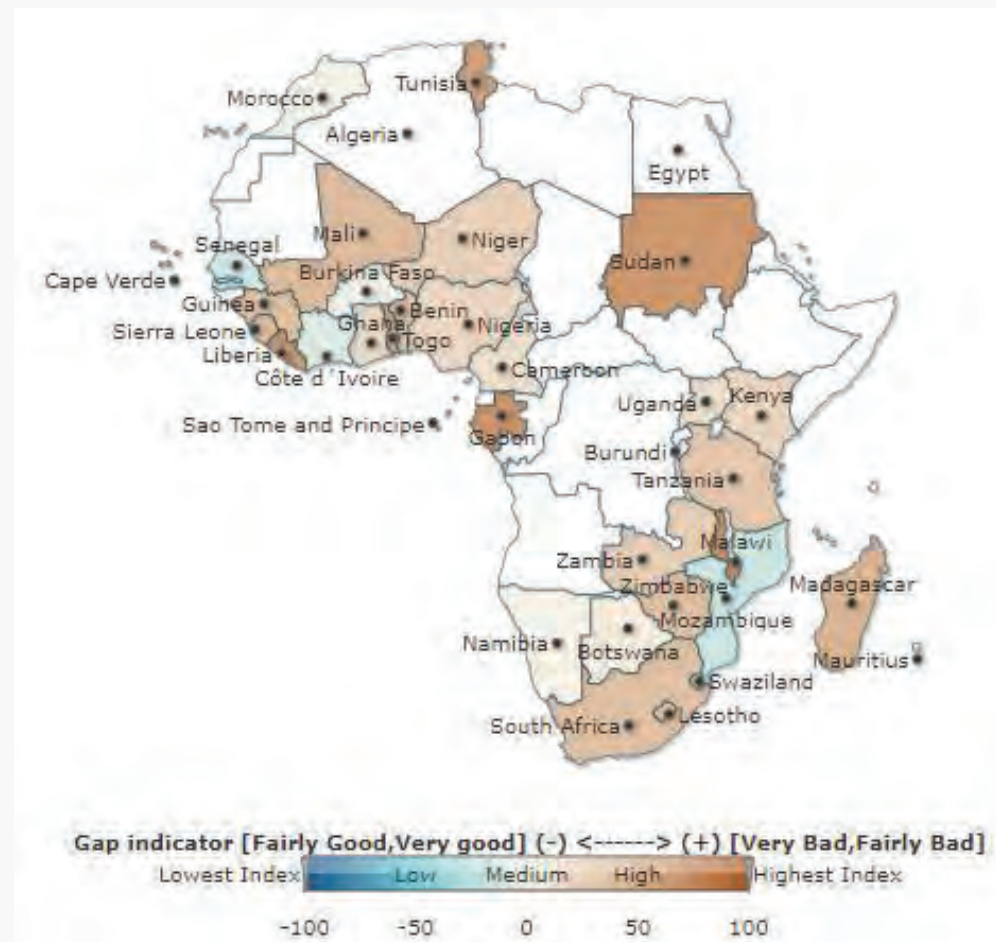 Tunisia
Morocco
Algeria
Egypt
Mali
Niger
Senegal
Sudan
Burkina Faso
Cape Verde
Guinea
Benin
Ghana
Nigeria
Sierra Leone
Togo
Liberia
Cameroon
Côte d´Ivoire
Kenya
Uganda
Sao Tome and Principe
Gabon
Burundi
Tanzania
Malawi
Zambia
Zimbabwe
Madagascar
Mozambique
Namibia
Botswana
Mauritius
Swaziland
South Africa
Lesotho
Gap indicator [Fairly Good,Very good] (-) <------> (+) [Very Bad,Fairly Bad]
Lowest Index Low Medium High Highest Index
-100 -50 0 50 100